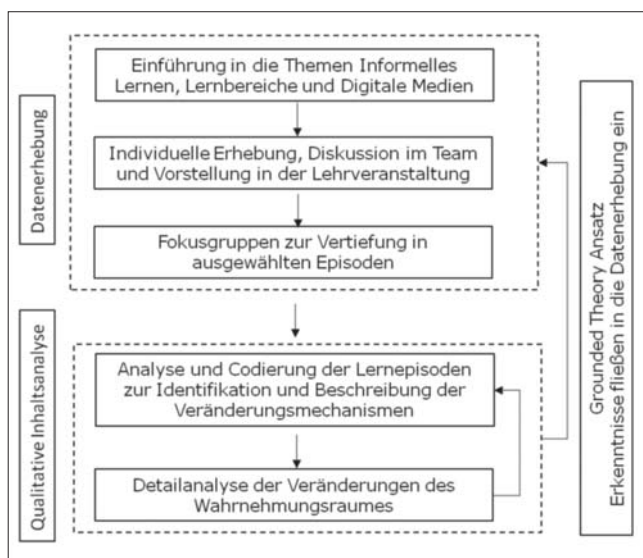 Datenerhebung
Einführung in die Themen Informelles
Lernen, Lernbereiche und Digitale Medien
Individuelle Erhebung, Diskussion im Team
und Vorstellung in der Lehrveranstaltung
Fokusgruppen zur Vertiefung in
ausgewählten Episoden
Qualitative Inhaltsanalyse
Analyse und Codierung der Lernepisoden
zur Identifikation und Beschreibung der
Veränderungsmechanismen
Detailanalyse der Veränderungen des
Wahrnehmungsraumes
Grounded Theory Ansatz
Erkenntnisse fließen in die Datenerhebung ein